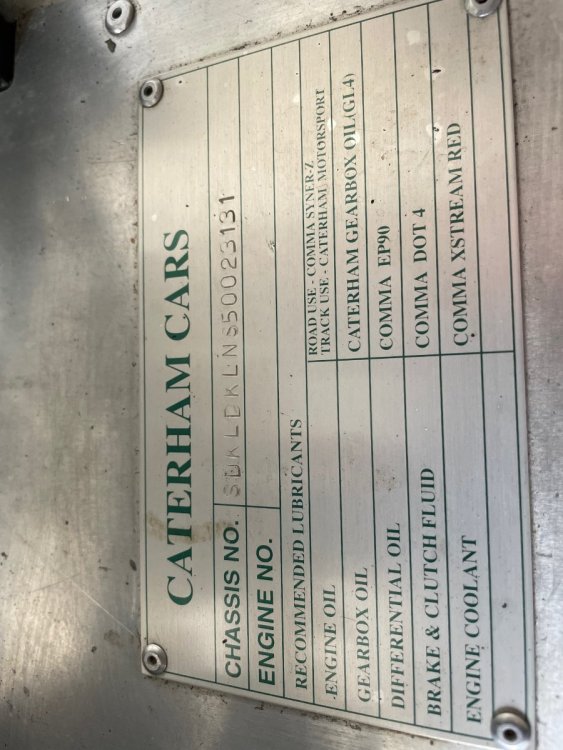 CATERHAM CARS
CHASSIS NO. SDKLDKLNS50023131
ENGINE NO.
RECOMMENDED LUBRICANTS
ENGINE OIL ROAD USE - COMMA SYNER-Z
TRACK USE - CATERHAM MOTORSPORT
GEARBOX OIL CATERHAM GEARBOX OIL(GL4)
DIFFERENTIAL OIL COMMA EP90
BRAKE & CLUTCH FLUID COMMA DOT 4
ENGINE COOLANT COMMA XSTREAM RED